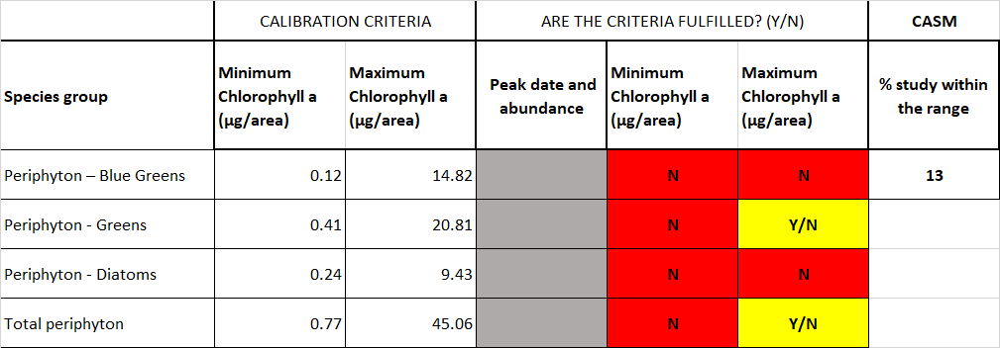 CALIBRATION CRITERIA ARE THE CRITERIA FULFILLED? (Y/N) CASM
Species group Minimum Chlorophyll a (µg/area) Maximum Chlorophyll a (µg/area) Peak date and abundance Minimum Chlorophyll a (µg/area) Maximum Chlorophyll a (µg/area) % study within the range
Periphyton – Blue Greens 0.12 14.82 N N 13
Periphyton - Greens 0.41 20.81 N Y/N
Periphyton - Diatoms 0.24 9.43 N N
Total periphyton 0.77 45.06 N Y/N